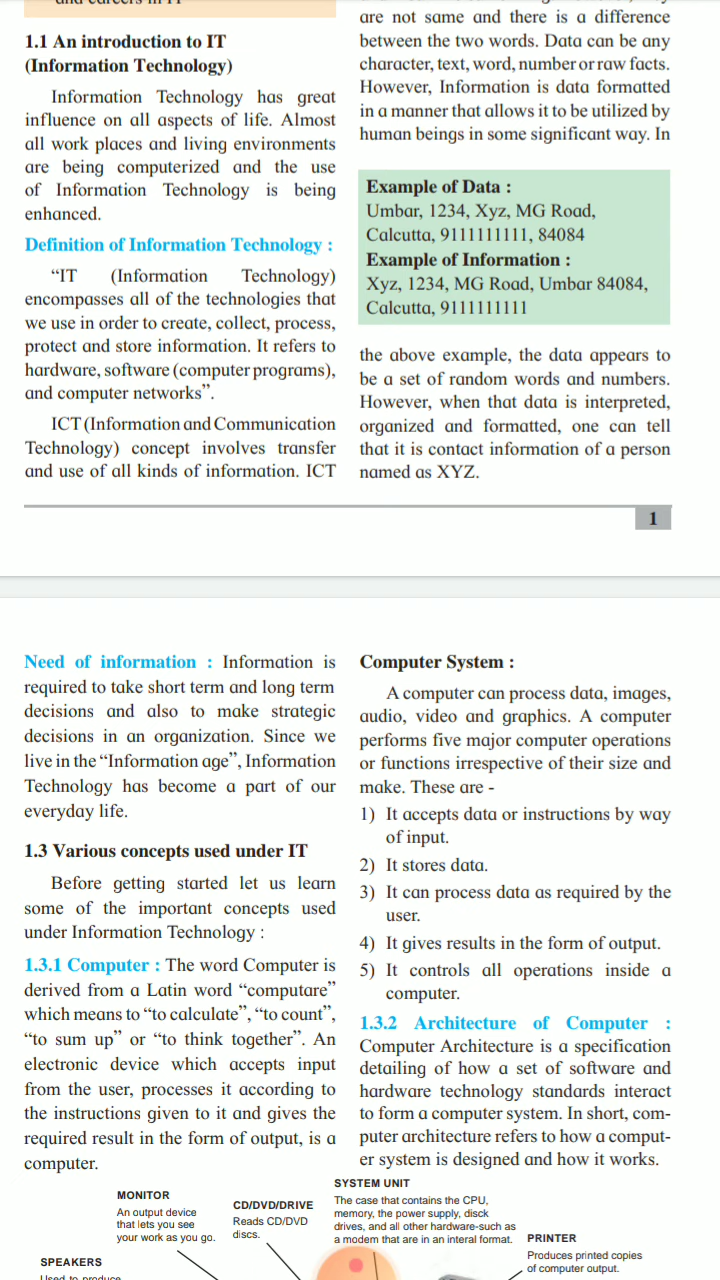 1.1 An introduction to IT
(Information Technology)
Information Technology has great
influence on all aspects of life. Almost
all work places and living environments
are being computerized and the use
of Information Technology is being
enhanced.
Definition of Information Technology :
“IT (Information Technology)
encompasses all of the technologies that
we use in order to create, collect, process,
protect and store information. It refers to
hardware, software (computer programs),
and computer networks”.
ICT (Information and Communication
Technology) concept involves transfer
and use of all kinds of information. ICT
are not same and there is a difference
between the two words. Data can be any
character, text, word, number or raw facts.
However, Information is data formatted
in a manner that allows it to be utilized by
human beings in some significant way. In
Example of Data :
Umbar, 1234, Xyz, MG Road,
Calcutta, 9111111111, 84084
Example of Information :
Xyz, 1234, MG Road, Umbar 84084,
Calcutta, 9111111111
the above example, the data appears to
be a set of random words and numbers.
However, when that data is interpreted,
organized and formatted, one can tell
that it is contact information of a person
named as XYZ.
1
Need of information : Information is
required to take short term and long term
decisions and also to make strategic
decisions in an organization. Since we
live in the “Information age”, Information
Technology has become a part of our
everyday life.
1.3 Various concepts used under IT
Before getting started let us learn
some of the important concepts used
under Information Technology :
1.3.1 Computer : The word Computer is
derived from a Latin word “computare”
which means to “to calculate”, “to count”,
“to sum up” or “to think together”. An
electronic device which accepts input
from the user, processes it according to
the instructions given to it and gives the
required result in the form of output, is a
computer.
Computer System :
A computer can process data, images,
audio, video and graphics. A computer
performs five major computer operations
or functions irrespective of their size and
make. These are -
1) It accepts data or instructions by way
of input.
2) It stores data.
3) It can process data as required by the
user.
4) It gives results in the form of output.
5) It controls all operations inside a
computer.
1.3.2 Architecture of Computer :
Computer Architecture is a specification
detailing of how a set of software and
hardware technology standards interact
to form a computer system. In short, com-
puter architecture refers to how a comput-
er system is designed and how it works.
MONITOR
An output device
that lets you see
your work as you go.
CD/DVD/DRIVE
Reads CD/DVD
discs.
SYSTEM UNIT
The case that contains the CPU,
memory, the power supply, disck
drives, and all other hardware-such as
a modem that are in an interal format.
PRINTER
Produces printed copies
of computer output.
SPEAKERS